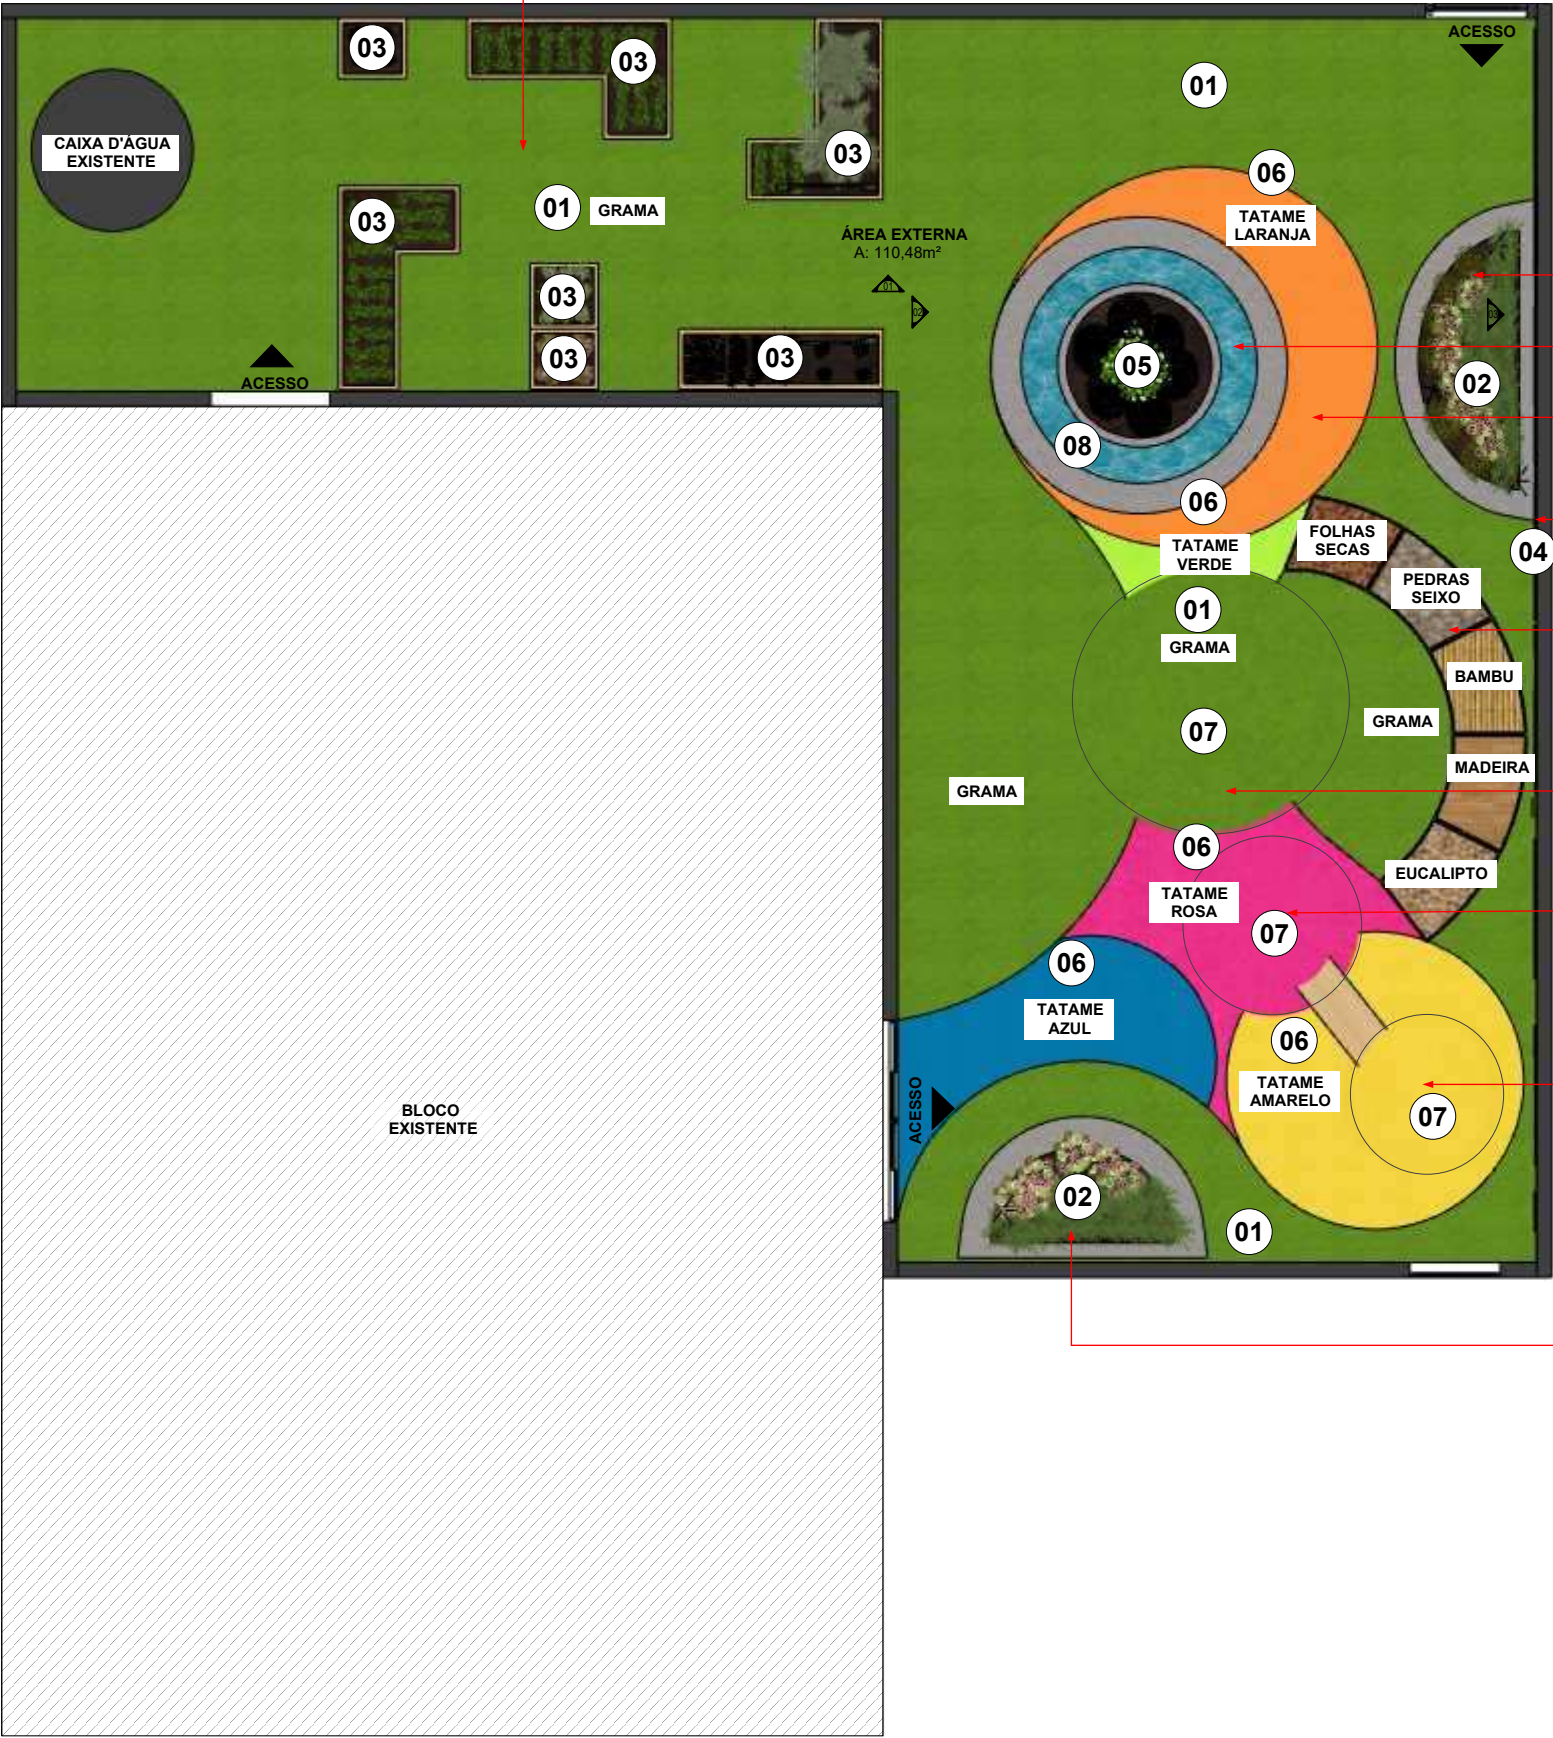 ACESSO
03
03
01
CAIXA D'ÁGUA
EXISTENTE
03
06
03
01
GRAMA
TATAME
LARANJA
ÁREA EXTERNA
A: 110,48m²
01
02
03
03
03
03
05
02
ACESSO
08
06
FOLHAS
SECAS
TATAME
VERDE
04
PEDRAS
SEIXO
01
GRAMA
BAMBU
GRAMA
07
MADEIRA
GRAMA
06
EUCALIPTO
TATAME
ROSA
07
06
TATAME
AZUL
06
TATAME
AMARELO
ACESSO
07
BLOCO
EXISTENTE
02
01